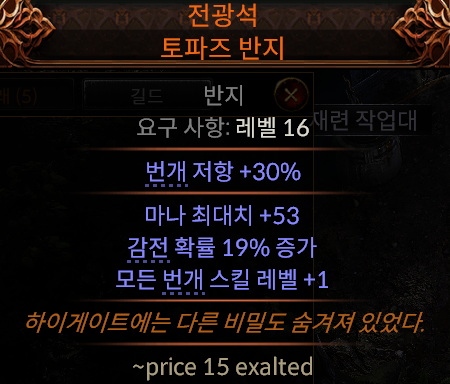 전광석
토파즈 반지
개 (5)
길드
반지
요구 사항: 레벨 16
재련 작업대
번개 저항 +30%
마나 최대치 +53
감전 확률 19% 증가
모든 번개 스킬 레벨 +1
하이게이트에는 다른 비밀도 숨겨져 있었다.
~price 15 exalted